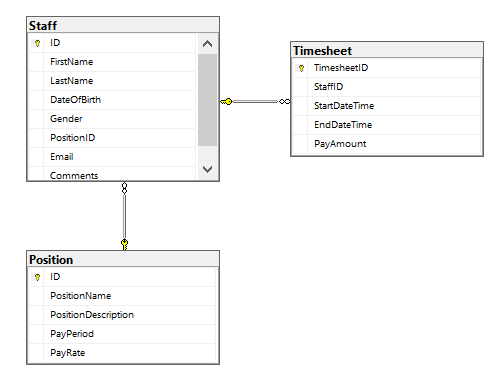 Staff
ID
FirstName
LastName
DateOfBirth
Gender
PositionID
Email
Comments
Timesheet
TimesheetID
StaffID
StartDateTime
EndDateTime
PayAmount
Position
ID
PositionName
PositionDescription
PayPeriod
PayRate